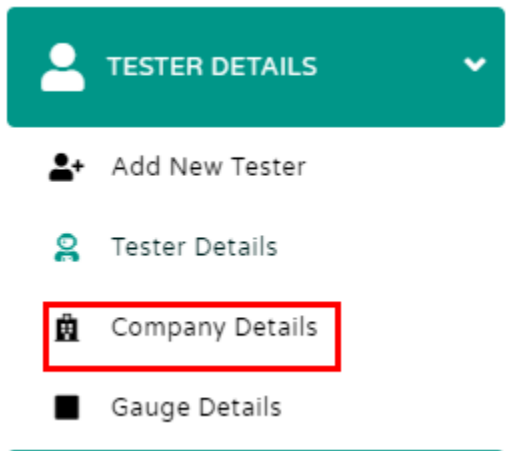 TESTER DETAILS
Add New Tester
Tester Details
Company Details
Gauge Details